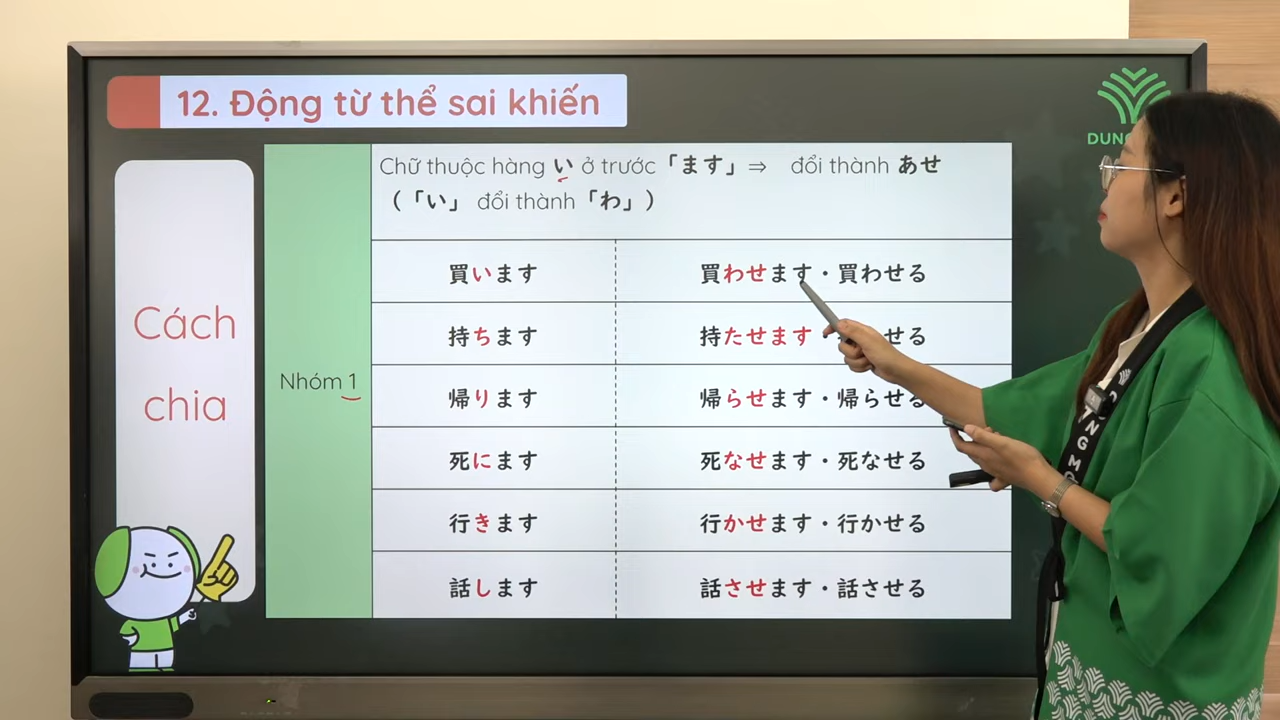 12. Động từ thể sai khiến
DUNG
Cách
chia
Nhóm 1
Chữ thuộc hàng い ở trước「ます」⇒ đổi thành あせ
(「い」 đổi thành「わ」)
買います
買わせます・買わせる
持ちます
持たせます・ せる
帰ります
帰らせます・帰らせる
死にます
死なせます・死なせる
行きます
行かせます・行かせる
話します
話させます・話させる
NG MO